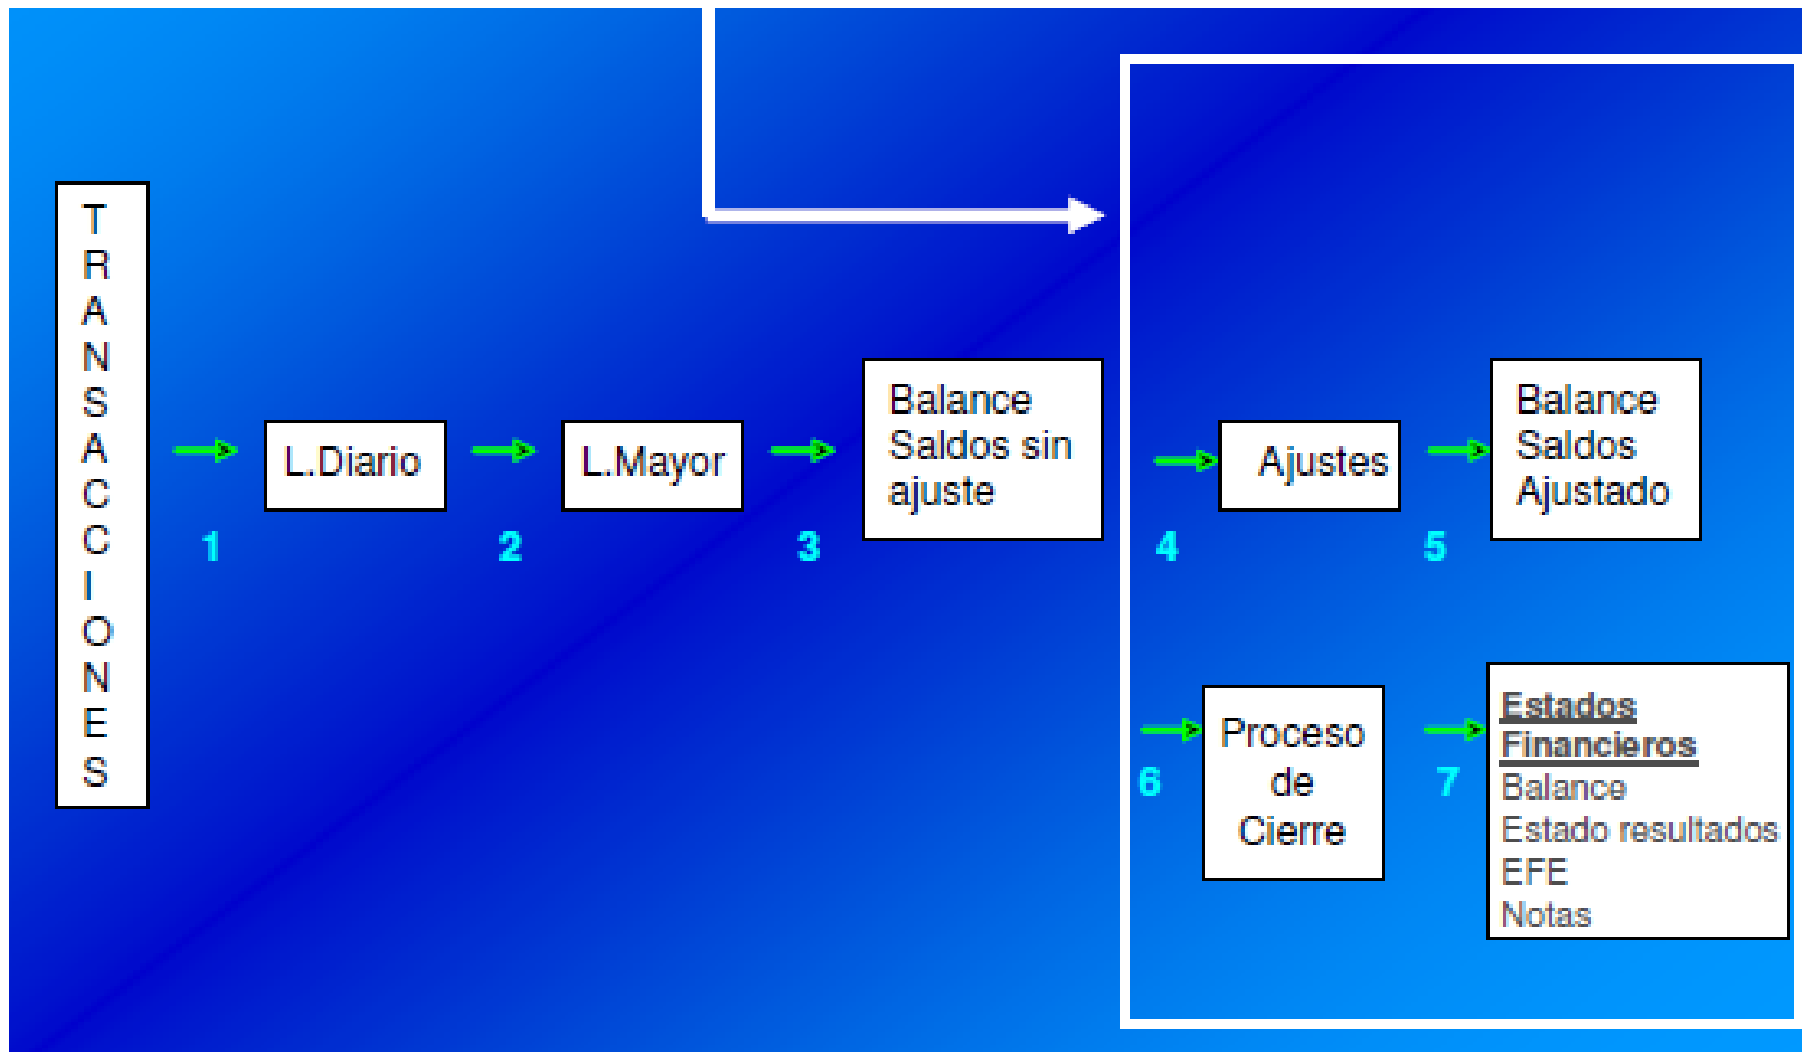 T
R
A
N
S
A
C
C
I
O
N
E
S
1
L.Diario
2
L.Mayor
3
Balance
Saldos sin
ajuste
4
Ajustes
5
Balance
Saldos
Ajustado
6
Proceso
de
Cierre
7
Estados
Financieros
Balance
Estado resultados
EFE
Notas